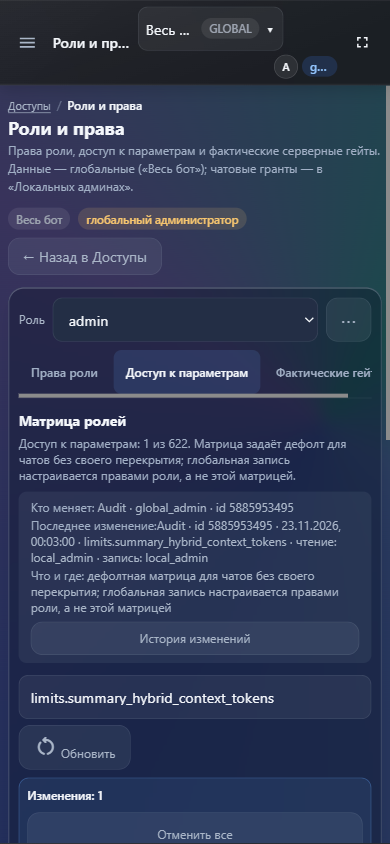 Роли и пр...
Весь ... GLOBAL ▾
A g...
Доступы / Роли и права
Роли и права
Права роли, доступ к параметрам и фактические серверные гейты.
Данные — глобальные («Весь бот»); чатовые гранты — в
«Локальных админах».
Весь бот глобальный администратор
← Назад в Доступы
Роль admin ...
Права роли Доступ к параметрам Фактические гей
Матрица ролей
Доступ к параметрам: 1 из 622. Матрица задаёт дефолт для
чатов без своего перекрытия; глобальная запись
настраивается правами роли, а не этой матрицей.
Кто меняет: Audit · global_admin · id 5885953495
Последнее изменение:Audit · id 5885953495 · 23.11.2026,
00:03:00 · limits.summary_hybrid_context_tokens · чтение:
local_admin · запись: local_admin
Что и где: дефолтная матрица для чатов без своего
перекрытия; глобальная запись настраивается правами
роли, а не этой матрицей
История изменений
limits.summary_hybrid_context_tokens
Обновить
Изменения: 1
Отменить все